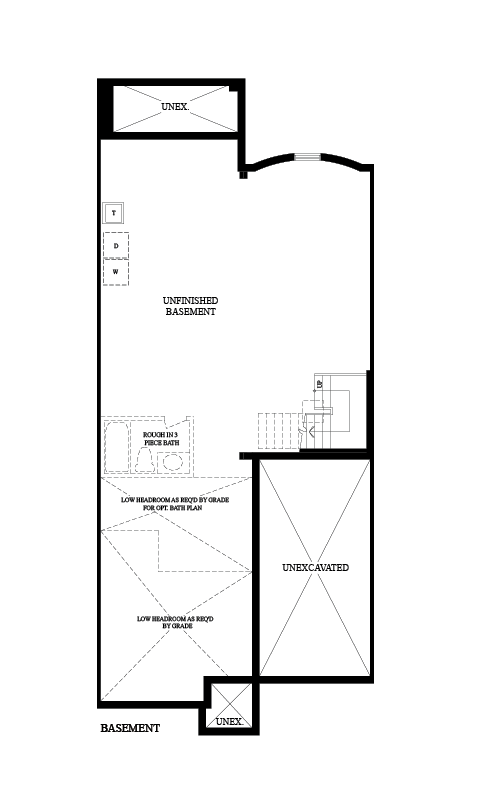 UNEX.
T
D
W
UNFINISHED
BASEMENT
UP
ROUGH IN 3
PIECE BATH
LOW HEADROOM AS REQ'D BY GRADE
FOR OPT. BATH PLAN
UNEXCAVATED
LOW HEADROOM AS REQ'D
BY GRADE
UNEX.
BASEMENT